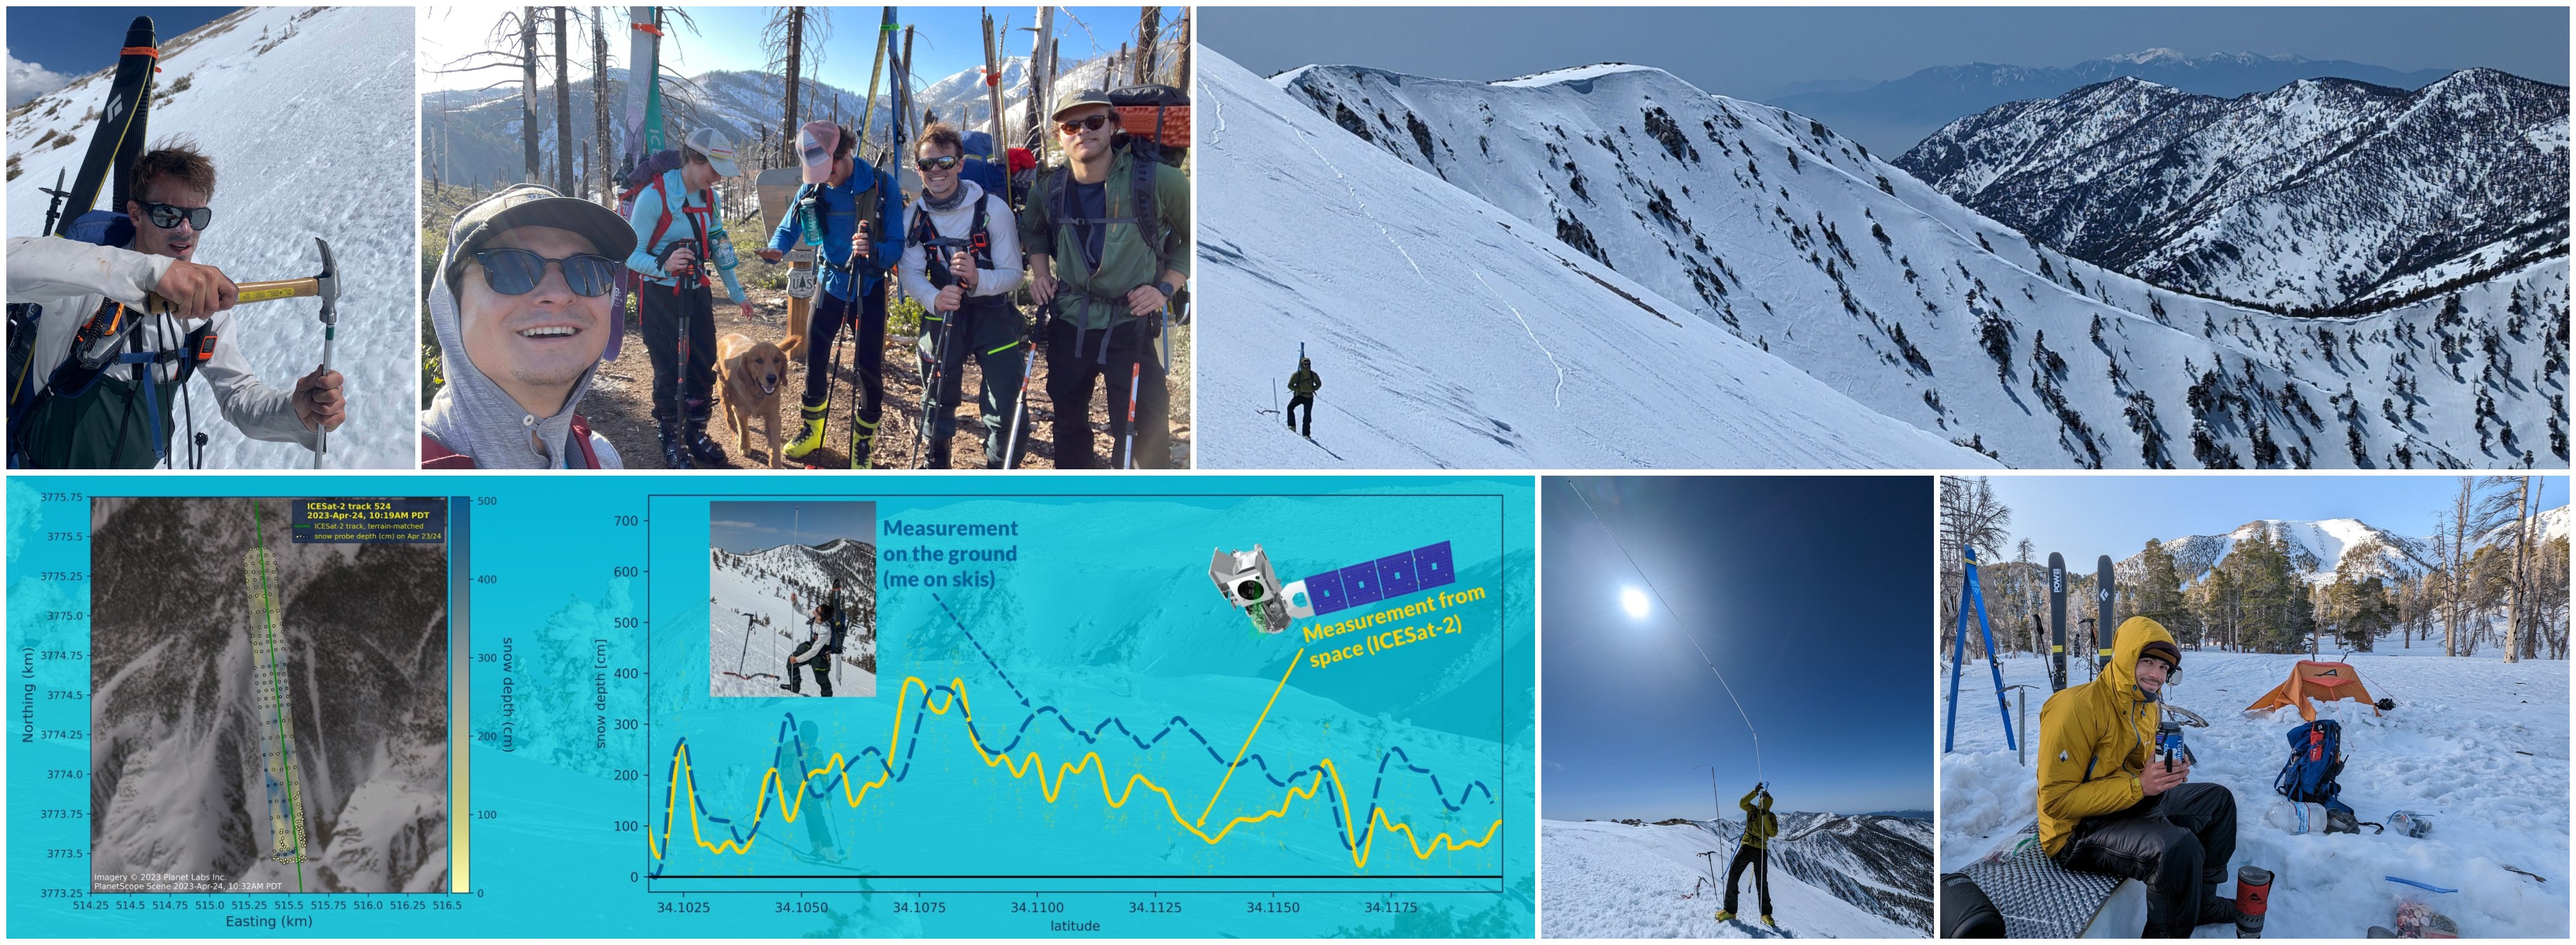 UAS
ICESat-2 track 524
2023-Apr-24, 10:19AM PDT
ICESat-2 track, terrain-matched
snow probe depth (cm) on Apr 23/24
3775.75
3775.5
3775.25
3775.0
3774.75
3774.5
3774.25
3774.0
3773.75
3773.5
3773.25
Northing (km)
Imagery © 2023 Planet Labs Inc.
PlanetScope Scene 2023-Apr-24, 10:32AM PDT
514.25 514.5 514.75 515.0 515.25 515.5 515.75 516.0 516.25 516.5
Easting (km)
500
400
300
200
100
0
snow depth (cm)
700
600
500
400
300
200
100
0
snow depth [cm]
Measurement
on the ground
(me on skis)
Measurement from
space (ICESat-2)
34.1025 34.1050 34.1075 34.1100 34.1125 34.1150 34.1175
latitude